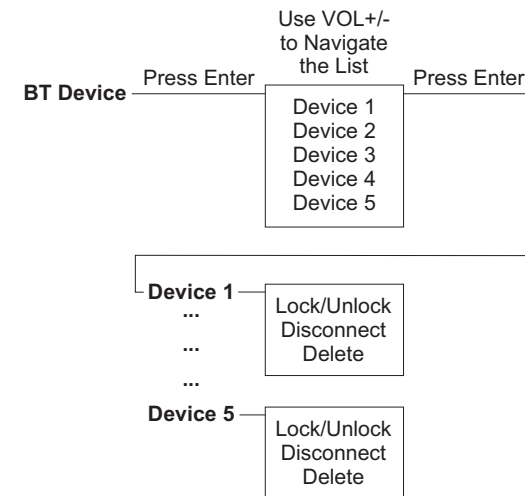 Use VOL+/-
to Navigate
the List
BT Device
Press Enter
Press Enter
Device 1
Device 2
Device 3
Device 4
Device 5
Device 1
Lock/Unlock
Disconnect
Delete
...
...
...
Device 5
Lock/Unlock
Disconnect
Delete